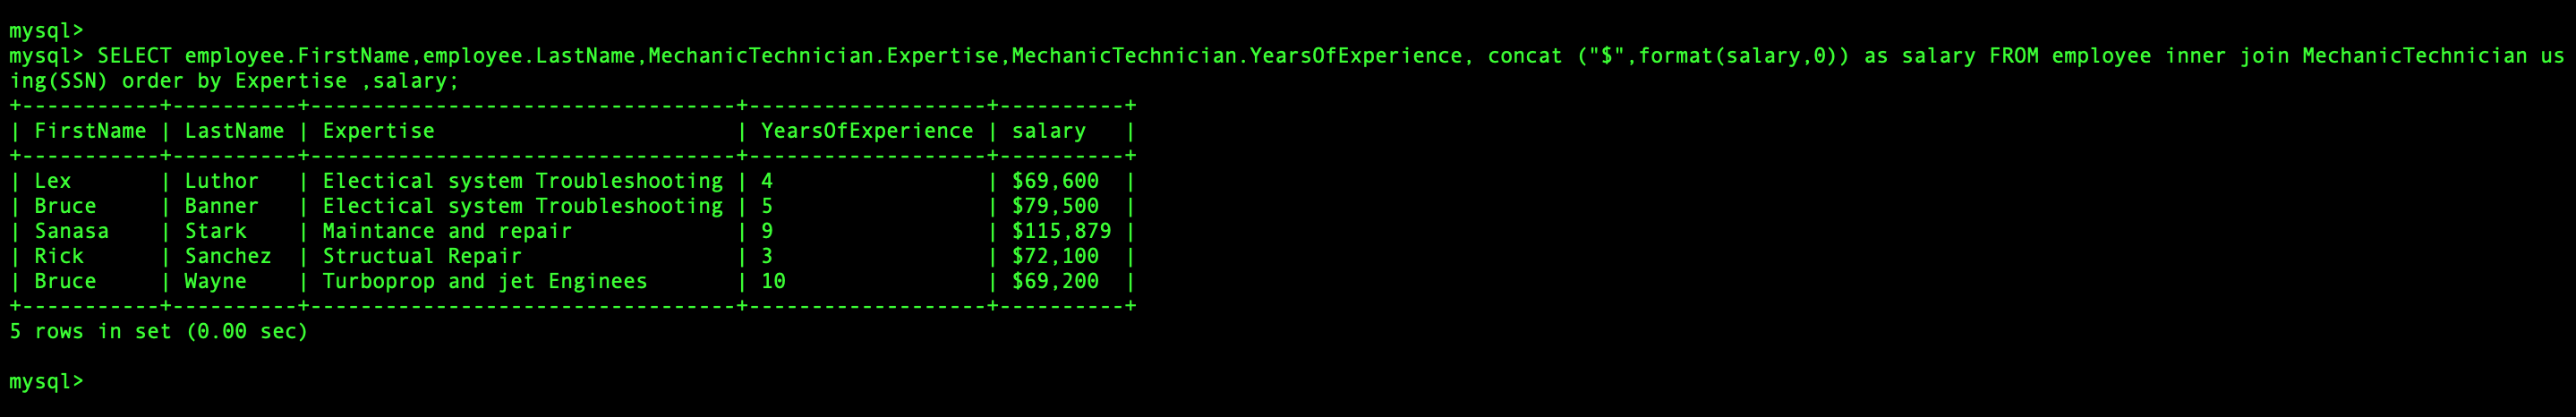 mysql>
mysql> SELECT employee.FirstName,employee.LastName,MechanicTechnician.Expertise,MechanicTechnician.YearsOfExperience, concat ("$",format(salary,0)) as salary FROM employee inner join MechanicTechnician us
ing(SSN) order by Expertise ,salary;
+-----------+----------+----------------------------------+-------------------+----------+
| FirstName | LastName | Expertise                        | YearsOfExperience | salary   |
+-----------+----------+----------------------------------+-------------------+----------+
| Lex       | Luthor   | Electical system Troubleshooting | 4                 | $69,600  |
| Bruce     | Banner   | Electical system Troubleshooting | 5                 | $79,500  |
| Sanasa    | Stark    | Maintance and repair             | 9                 | $115,879 |
| Rick      | Sanchez  | Structual Repair                 | 3                 | $72,100  |
| Bruce     | Wayne    | Turboprop and jet Enginees       | 10                | $69,200  |
+-----------+----------+----------------------------------+-------------------+----------+
5 rows in set (0.00 sec)
mysql>